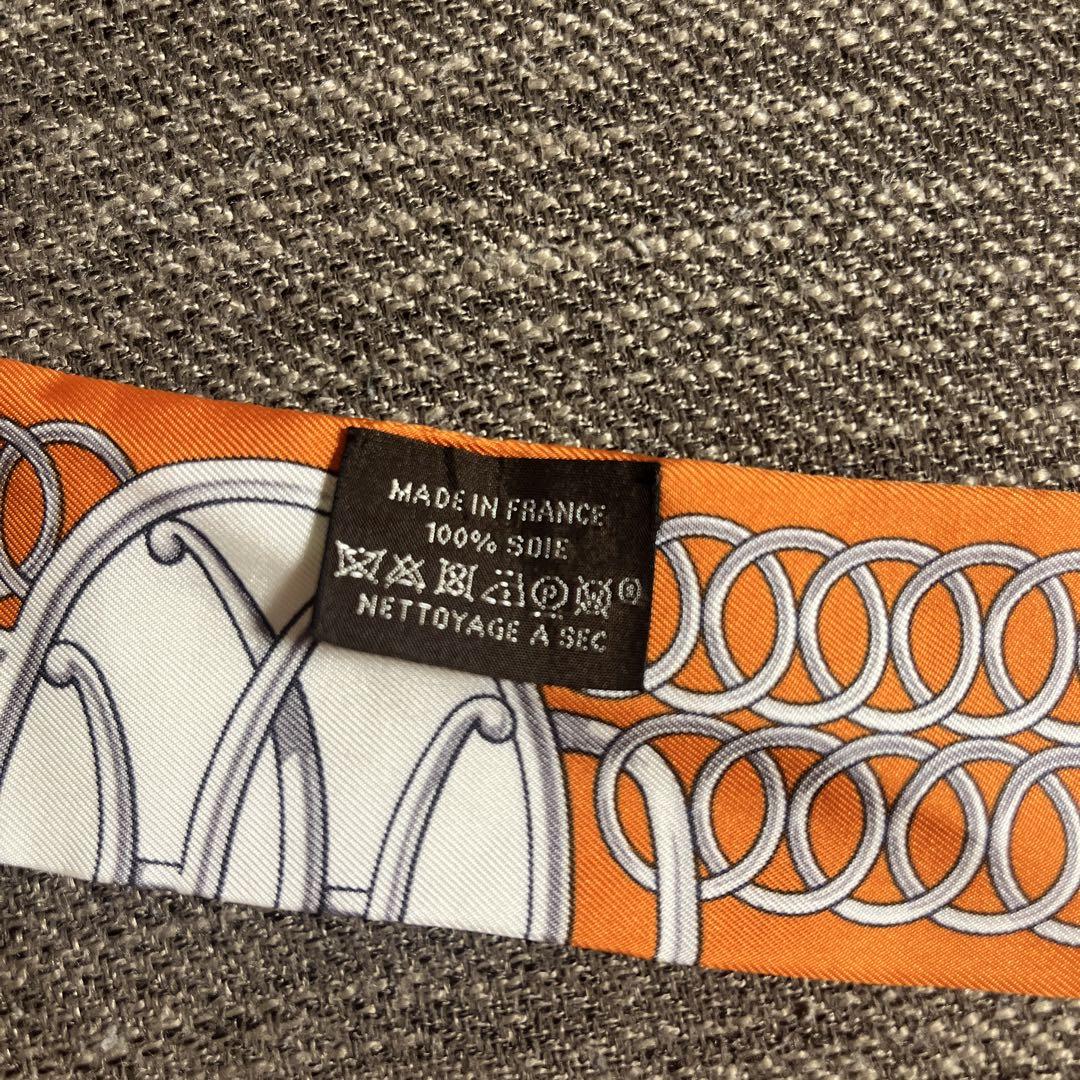 MADE IN FRANCE
100% SOIE
P
NETTOYAGE À SEC